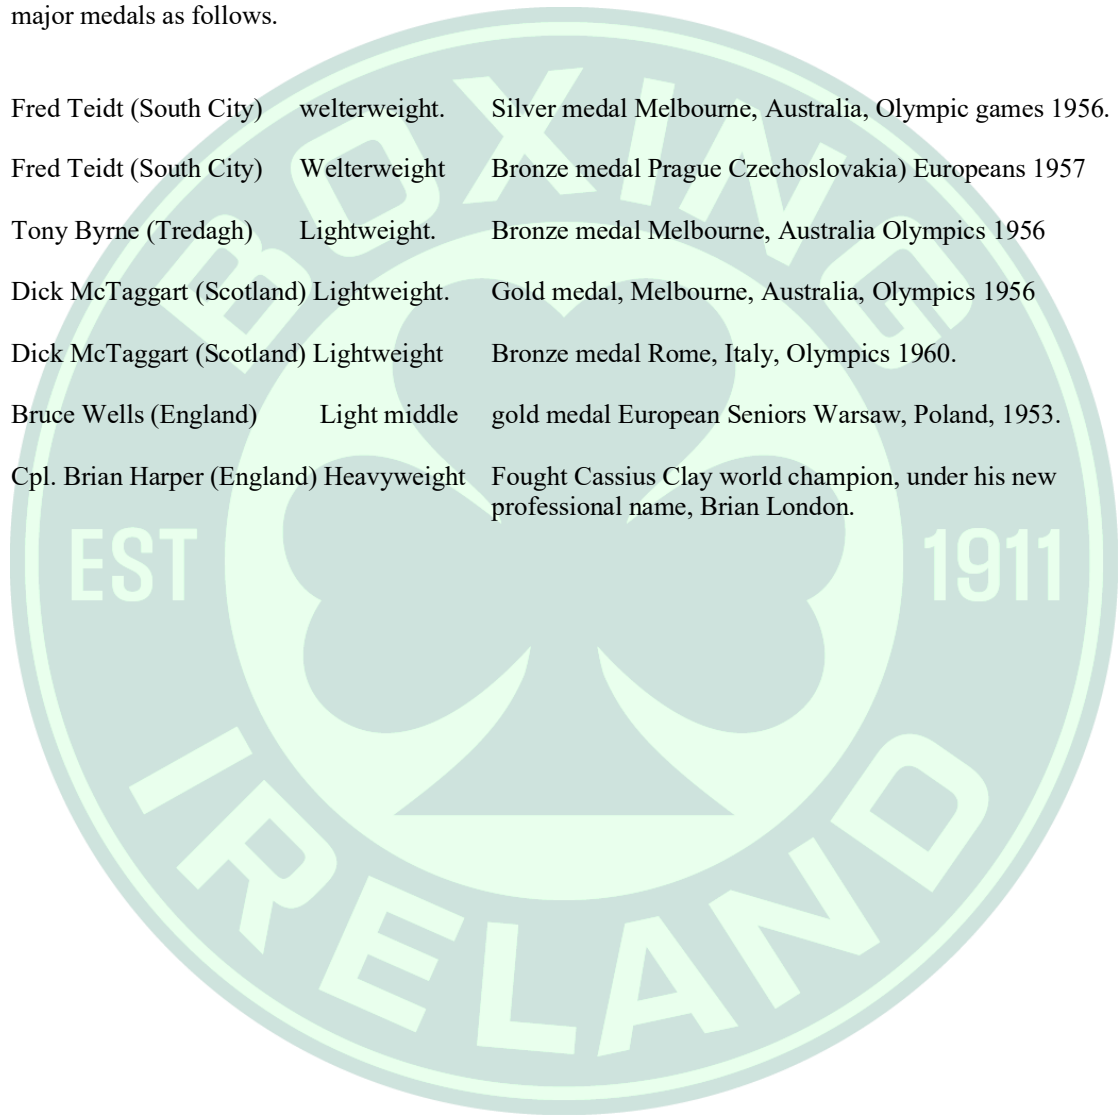 major medals as follows.
Fred Teidt (South City) welterweight. Silver medal Melbourne, Australia, Olympic games 1956.
Fred Teidt (South City) Welterweight Bronze medal Prague Czechoslovakia) Europeans 1957
Tony Byrne (Tredagh) Lightweight. Bronze medal Melbourne, Australia Olympics 1956
Dick McTaggart (Scotland) Lightweight. Gold medal, Melbourne, Australia, Olympics 1956
Dick McTaggart (Scotland) Lightweight Bronze medal Rome, Italy, Olympics 1960.
Bruce Wells (England) Light middle gold medal European Seniors Warsaw, Poland, 1953.
Cpl. Brian Harper (England) Heavyweight Fought Cassius Clay world champion, under his new
professional name, Brian London.
BOXING
EST 1911
IRELAND